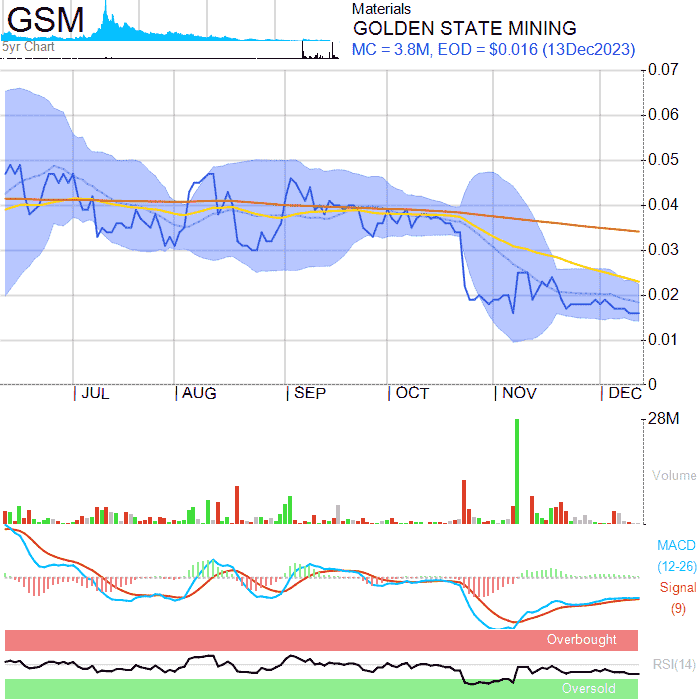 GSM
5yr Chart
Materials
GOLDEN STATE MINING
MC = 3.8M, EOD = $0.016 (13Dec2023)
0.07
0.06
0.05
0.04
0.03
0.02
0.01
0
JUL AUG SEP OCT NOV DEC
28M
Volume
MACD
(12-26)
Signal
(9)
Overbought
RSI(14)
Oversold